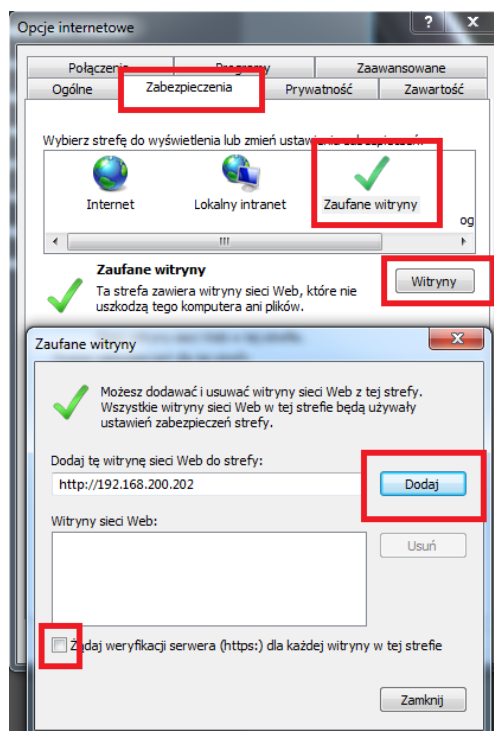 Opcje internetowe
Połączenia Programy Zaawansowane
Ogólne Zabezpieczenia Prywatność Zawartość
Wybierz strefę do wyświetlenia lub zmień ustawienia zabezpieczeń.
Internet Lokalny intranet Zaufane witryny
og
Zaufane witryny
Ta strefa zawiera witryny sieci Web, które nie
uszkodzą tego komputera ani plików.
Witryny
Zaufane witryny
Możesz dodawać i usuwać witryny sieci Web z tej strefy.
Wszystkie witryny sieci Web w tej strefie będą używały
ustawień zabezpieczeń strefy.
Dodaj tę witrynę sieci Web do strefy:
http://192.168.200.202 Dodaj
Witryny sieci Web:
Usuń
Żądaj weryfikacji serwera (https:) dla każdej witryny w tej strefie
Zamknij